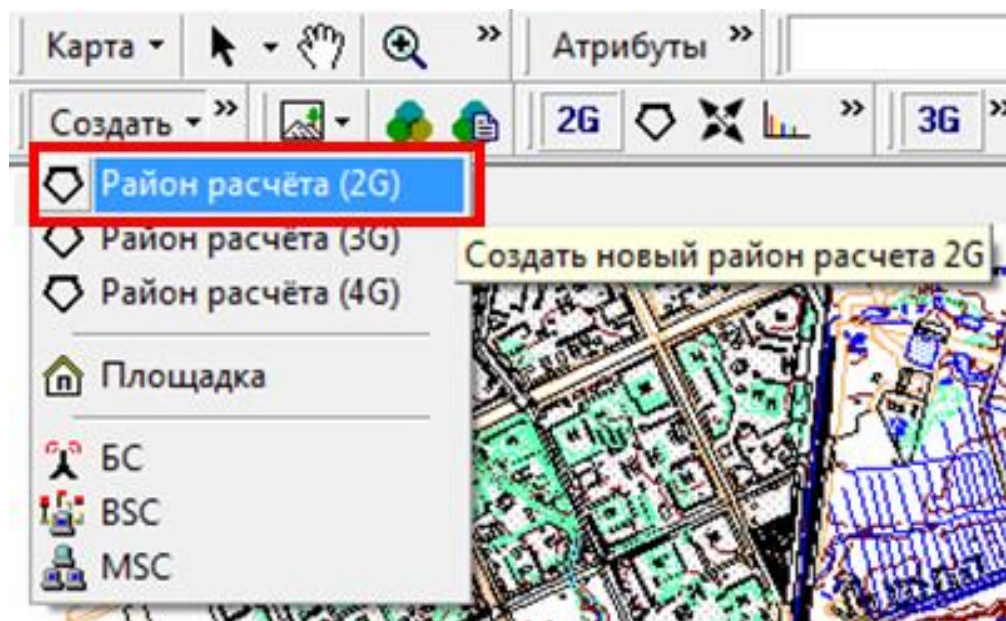 Карта » Атрибуты »
Создать » 2G » 3G »
Район расчёта (2G)
Район расчёта (3G)
Создать новый район расчета 2G
Район расчёта (4G)
Площадка
БС
BSC
MSC